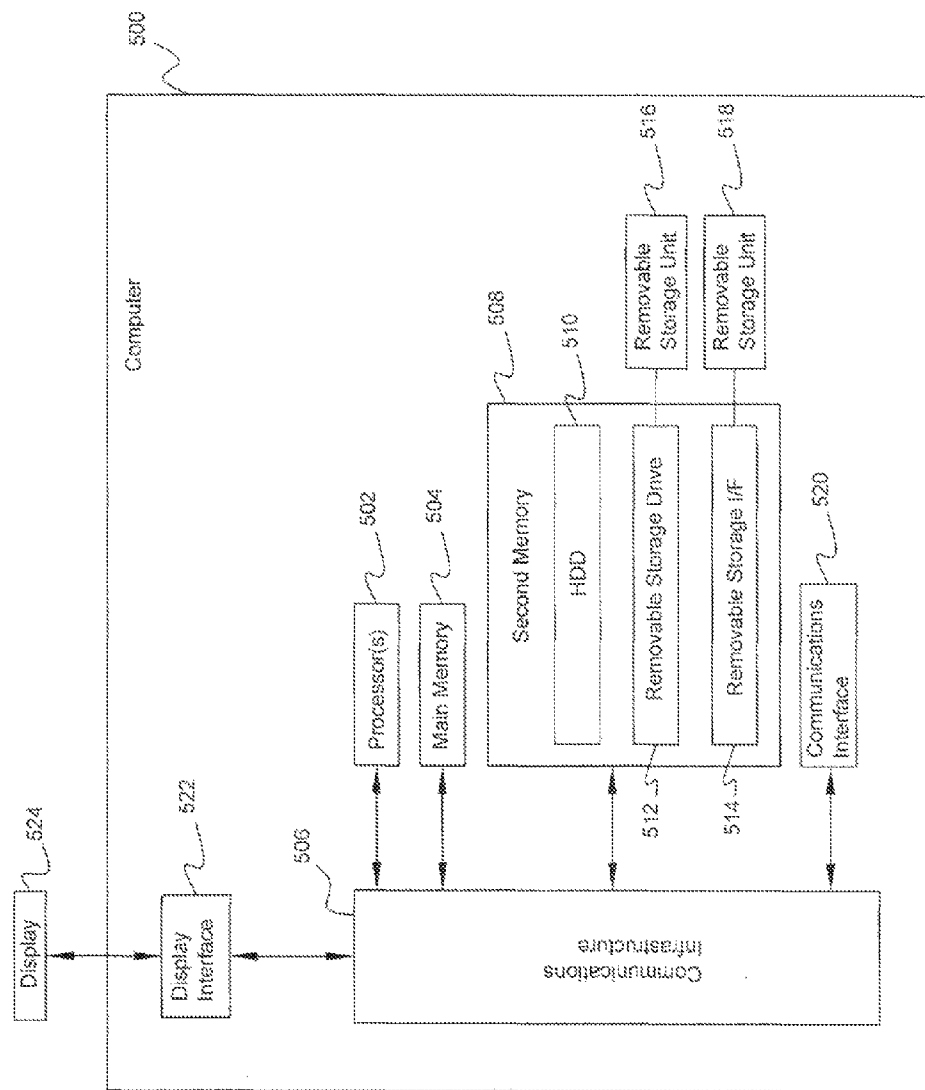 500
Computer
524
Display
522
Display
Interface
506
Communications
Infrastructure
502
Processor(s)
504
Main Memory
508
Second Memory
510
HDD
512
Removable Storage Drive
516
Removable
Storage Unit
514
Removable Storage I/F
518
Removable
Storage Unit
520
Communications
Interface